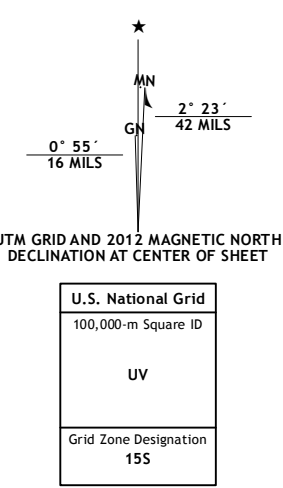 MN
2° 23´
42 MILS
GN
0° 55´
16 MILS
UTM GRID AND 2012 MAGNETIC NORTH
DECLINATION AT CENTER OF SHEET
U.S. National Grid
100,000-m Square ID
UV
Grid Zone Designation
15S